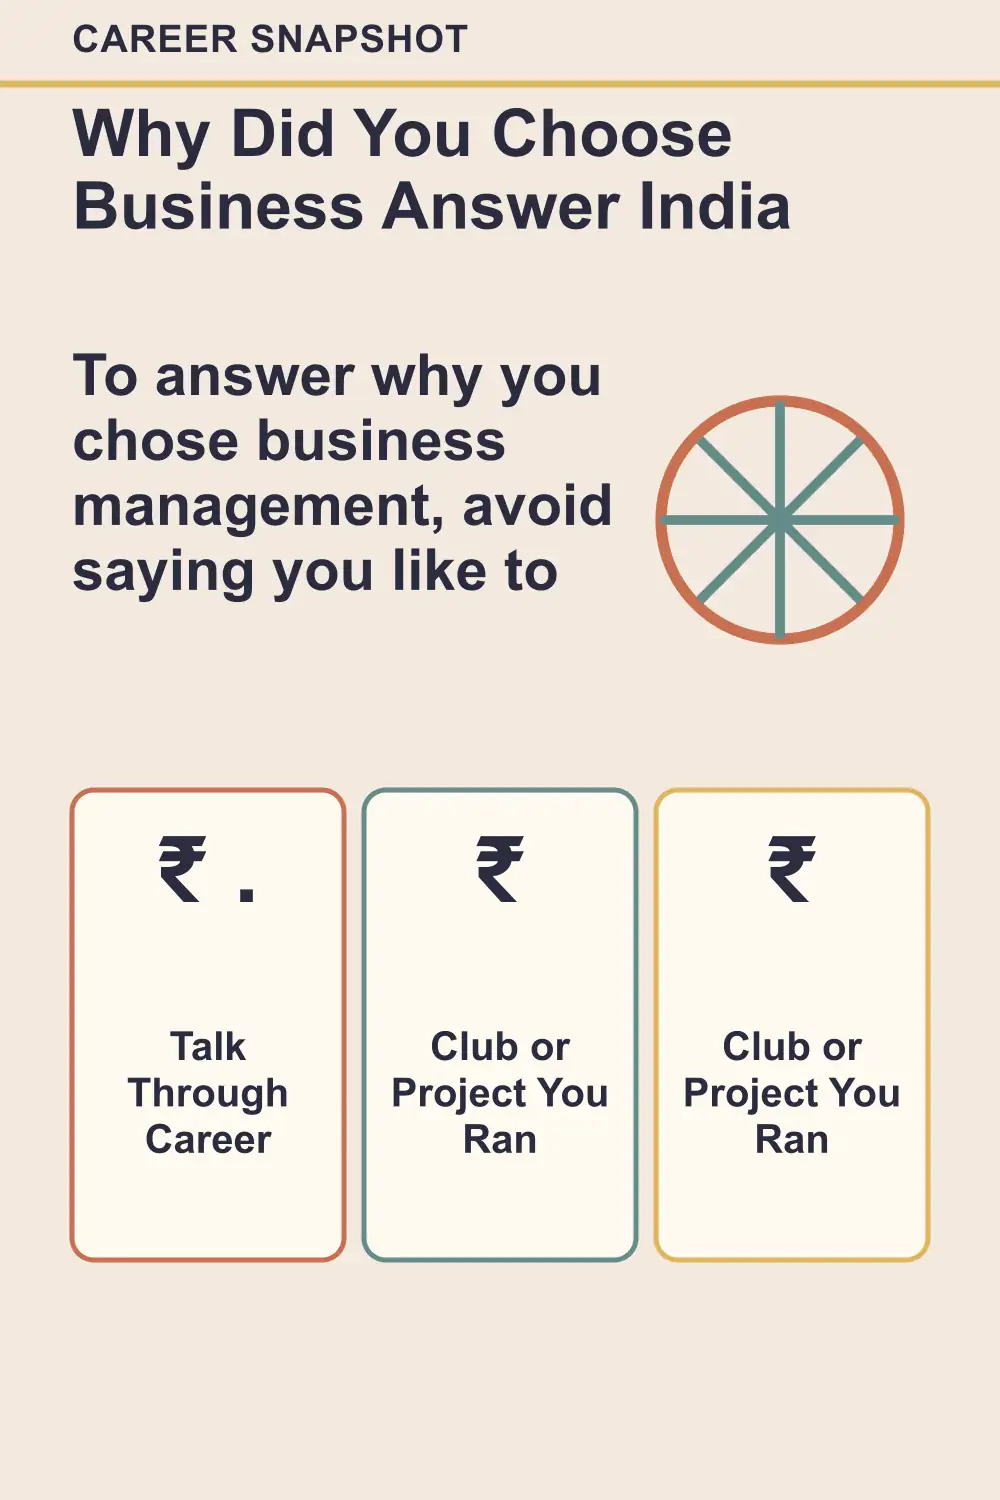 CAREER SNAPSHOT
Why Did You Choose
Business Answer India
To answer why you
chose business
management, avoid
saying you like to
₹ .
Talk
Through
Career
₹
Club or
Project You
Ran
₹
Club or
Project You
Ran